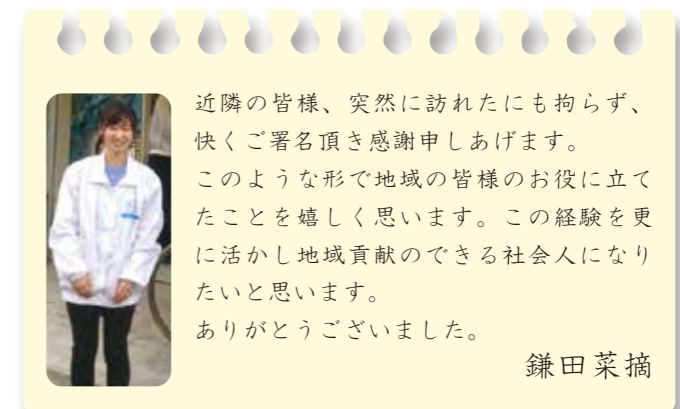 近隣の皆様、突然に訪れたにも拘らず、
快くご署名頂き感謝申しあげます。
このような形で地域の皆様のお役に立て
たことを嬉しく思います。この経験を更
に活かし地域貢献のできる社会人になり
たいと思います。
ありがとうございました。
鎌田菜摘